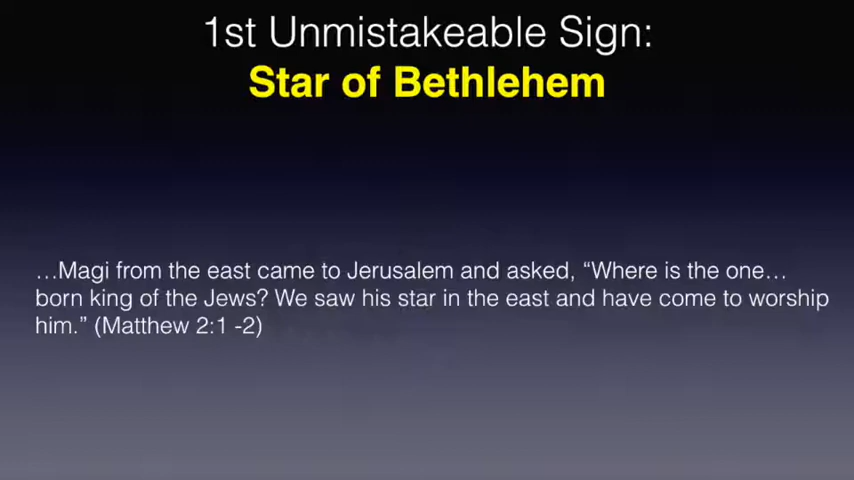 1st Unmistakeable Sign:
Star of Bethlehem
…Magi from the east came to Jerusalem and asked, “Where is the one…
born king of the Jews? We saw his star in the east and have come to worship
him.” (Matthew 2:1 -2)